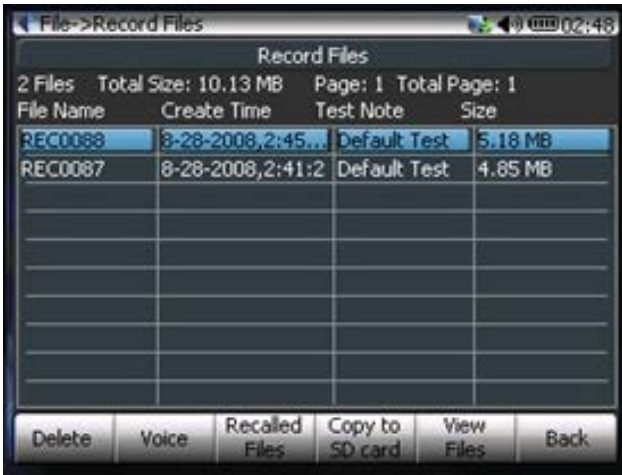 File->Record Files 02:48
Record Files
2 Files Total Size: 10.13 MB Page: 1 Total Page: 1
File Name Create Time Test Note Size
REC0088 8-28-2008,2:45... Default Test 5.18 MB
REC0087 8-28-2008,2:41:2 Default Test 4.85 MB
Delete Voice Recalled Files Copy to SD card View Files Back